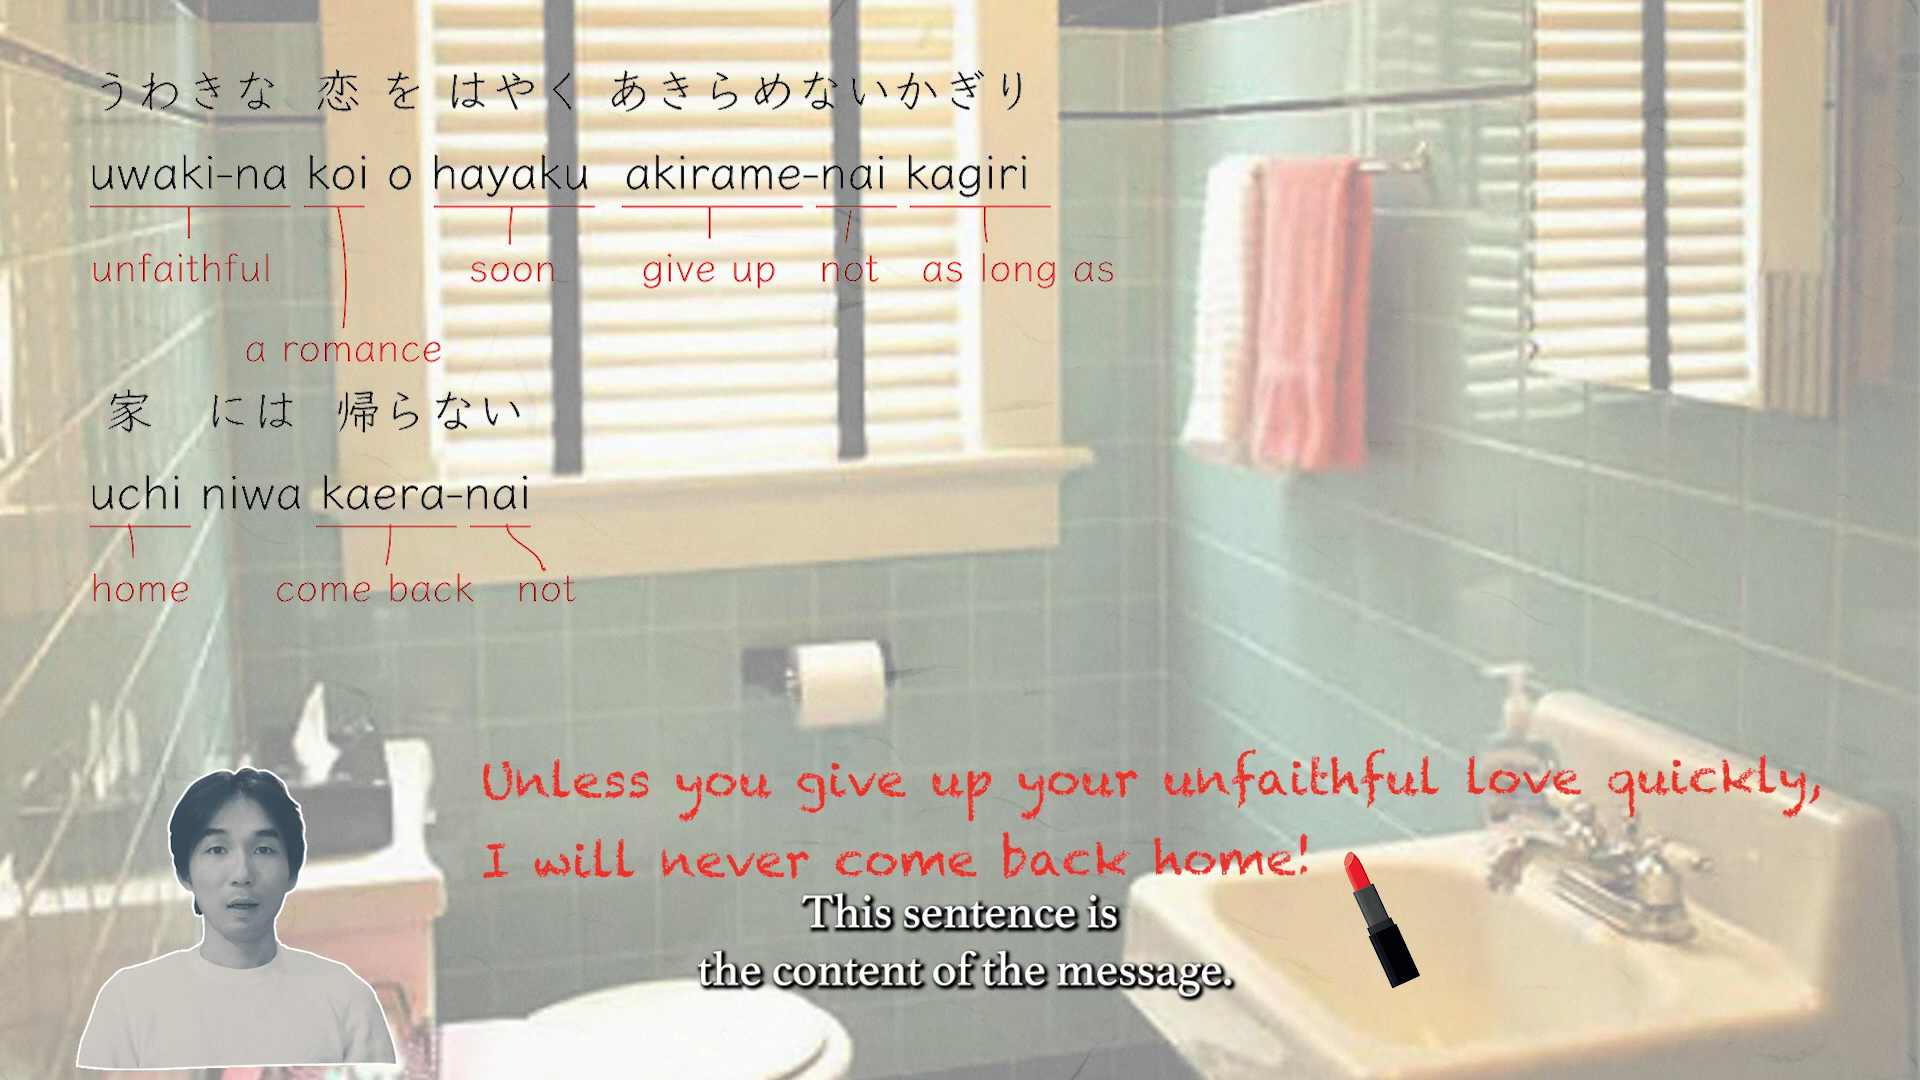 うわきな 恋 を はやく あきらめないかぎり
uwaki-na koi o hayaku akirame-nai kagiri
unfaithful soon give up not as long as
a romance
家 には 帰らない
uchi niwa kaera-nai
home come back not
Unless you give up your unfaithful love quickly,
I will never come back home!
This sentence is
the content of the message.